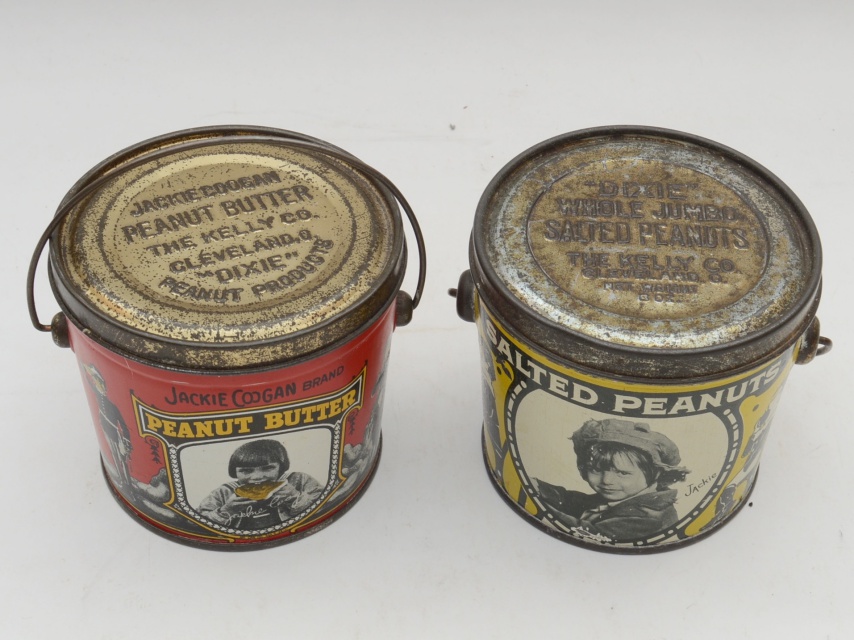 JACKIE COOGAN
PEANUT BUTTER
THE KELLY CO.
CLEVELAND, O.
"DIXIE"
PEANUT PRODUCTS
JACKIE COOGAN BRAND
PEANUT BUTTER
"DIXIE"
WHOLE JUMBO
SALTED PEANUTS
THE KELLY CO.
CLEVELAND, O.
SALTED PEANUTS
Jackie